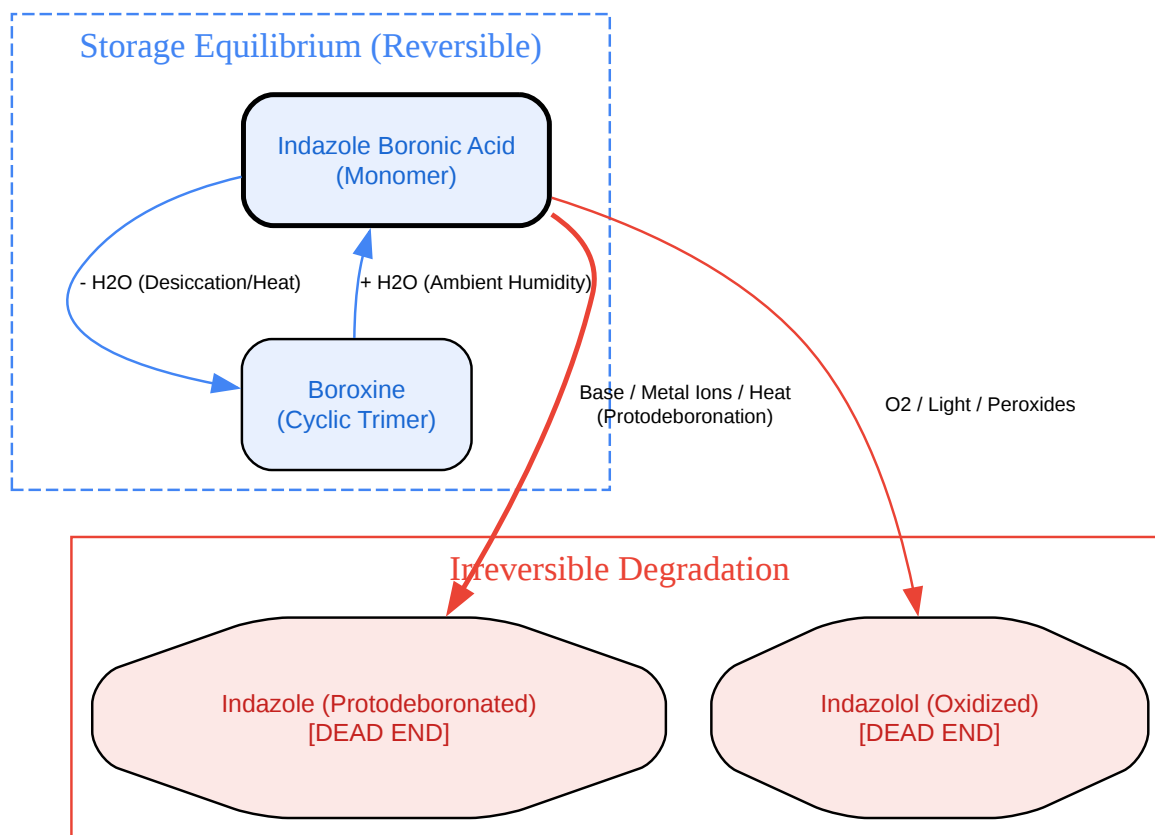 Storage Equilibrium (Reversible)
Indazole Boronic Acid
(Monomer)
- H2O (Desiccation/Heat)
+ H2O (Ambient Humidity)
Boroxine
(Cyclic Trimer)
Base / Metal Ions / Heat
(Protodeboronation)
O2 / Light / Peroxides
Irreversible Degradation
Indazole (Protodeboronated)
[DEAD END]
Indazolol (Oxidized)
[DEAD END]